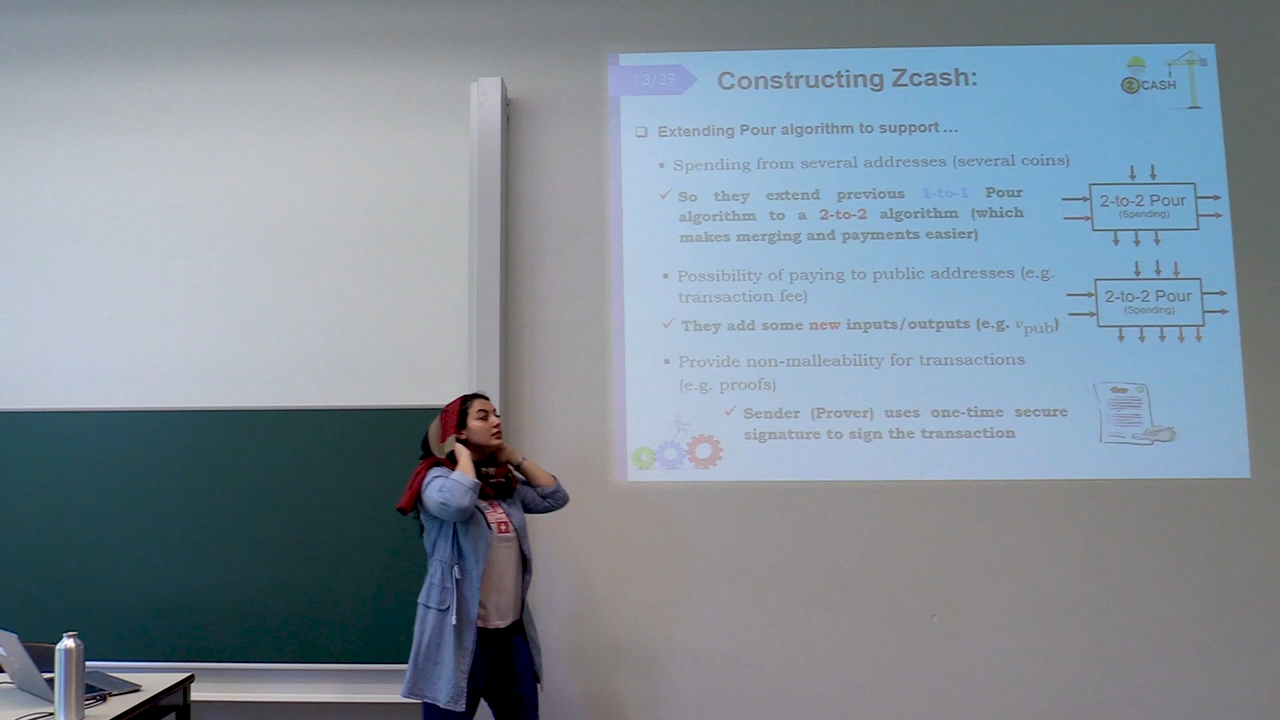 13/29
Constructing Zcash:
ZCASH
❑ Extending Pour algorithm to support ...
▪ Spending from several addresses (several coins)
✓ So they extend previous 1-to-1 Pour
algorithm to a 2-to-2 algorithm (which
makes merging and payments easier)
2-to-2 Pour
(Spending)
▪ Possibility of paying to public addresses (e.g.
transaction fee)
✓ They add some new inputs/outputs (e.g. vpub)
2-to-2 Pour
(Spending)
▪ Provide non-malleability for transactions
(e.g. proofs)
✓ Sender (Prover) uses one-time secure
signature to sign the transaction